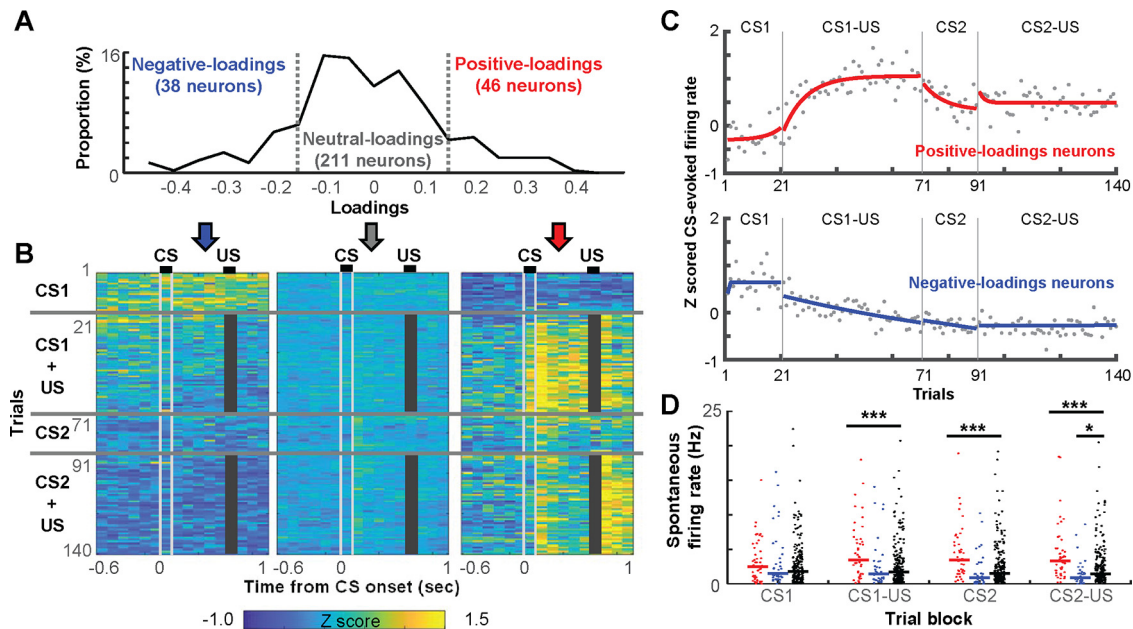 A
Proportion (%)
16
0
Negative-loadings
(38 neurons)
Positive-loadings
(46 neurons)
Neutral-loadings
(211 neurons)
-0.4 -0.3 -0.2 -0.1 0 0.1 0.2 0.3 0.4
Loadings
B
CS US CS US CS US
Trials
1
CS1
21
CS1
+
US
71
CS2
91
CS2
+
US
140
-0.6 0 1 -0.6 0 1 -0.6 0 1
Time from CS onset (sec)
-1.0 Z score 1.5
C
Z scored CS-evoked firing rate
CS1 CS1-US CS2 CS2-US
2
0
-1
Positive-loadings neurons
1 21 71 91 140
CS1 CS1-US CS2 CS2-US
2
0
-1
Negative-loadings neurons
1 21 71 91 140
Trials
D
Spontaneous
firing rate (Hz)
25
0
*** *** ***
*
CS1 CS1-US CS2 CS2-US
Trial block